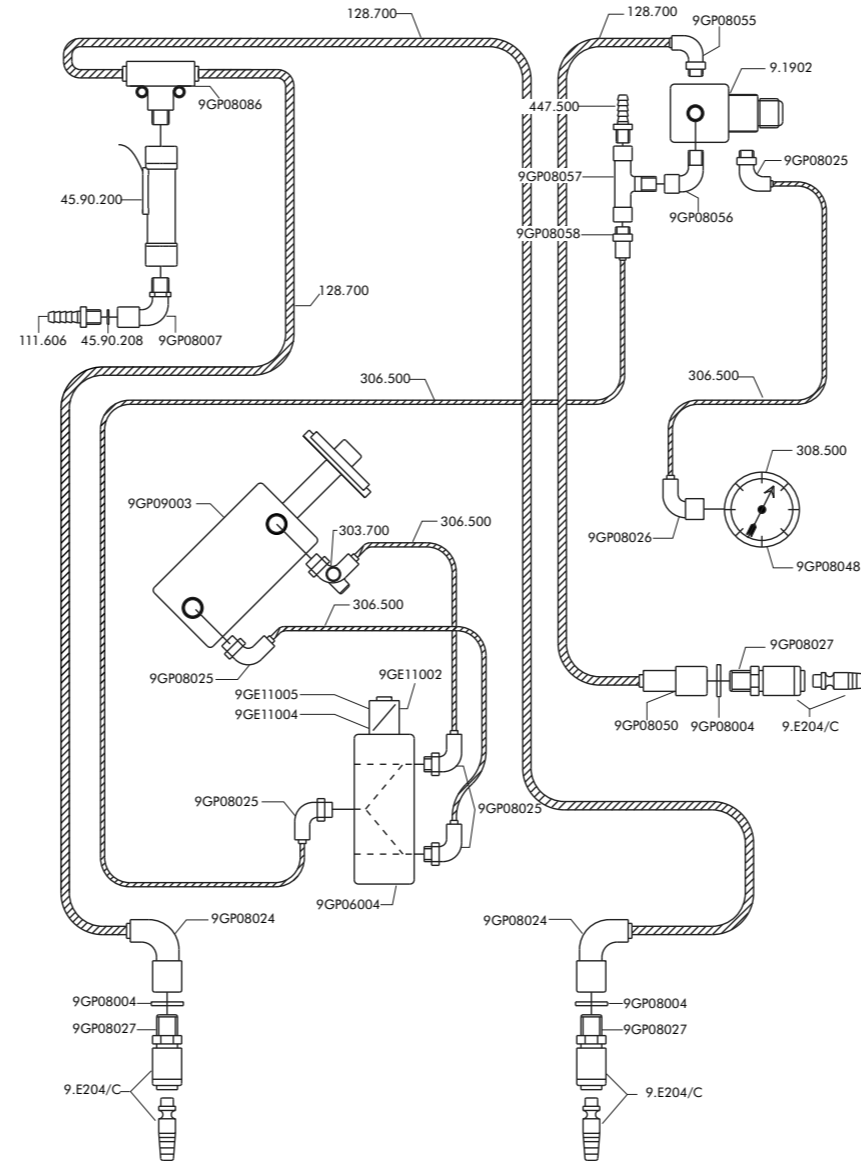 128.700
128.700
9GP08055
9.1902
9GP08086
447.500
9GP08025
9GP08057
45.90.200
9GP08056
9GP08058
128.700
111.606
45.90.208
9GP08007
306.500
306.500
308.500
9GP09003
306.500
303.700
9GP08026
9GP08048
306.500
9GP08027
9GP08025
9GE11005
9GE11002
9GE11004
9GP08050
9GP08004
9.E204/C
9GP08025
9GP08025
9GP06004
9GP08024
9GP08024
9GP08004
9GP08004
9GP08027
9GP08027
9.E204/C
9.E204/C